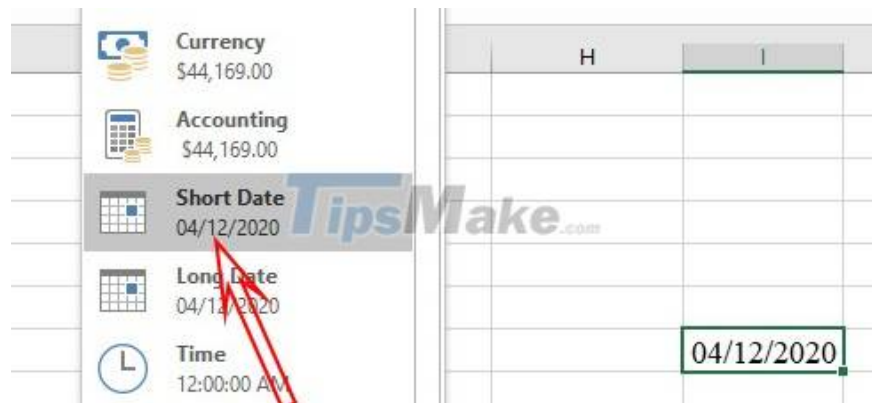 Currency
$44,169.00
Accounting
$44,169.00
Short Date
04/12/2020
Long Date
04/12/2020
Time
12:00:00 AM
H I
TipsMake.com
04/12/2020